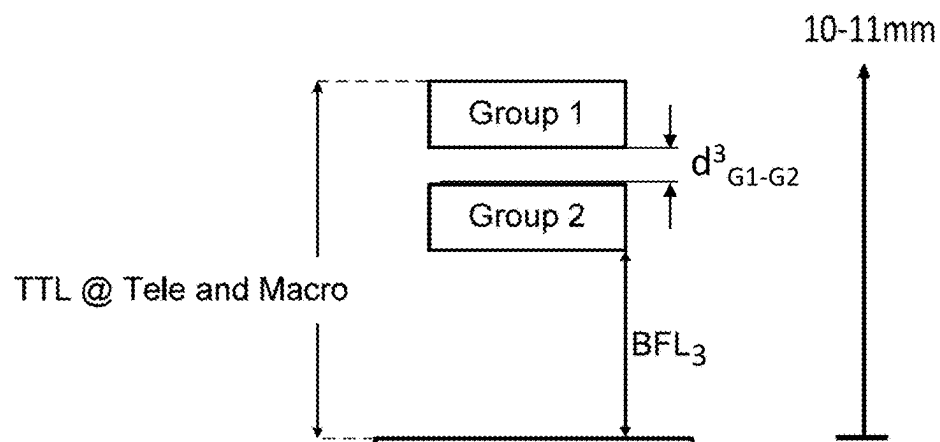 10-11mm
Group 1
d³G1-G2
Group 2
TTL @ Tele and Macro
BFL₃